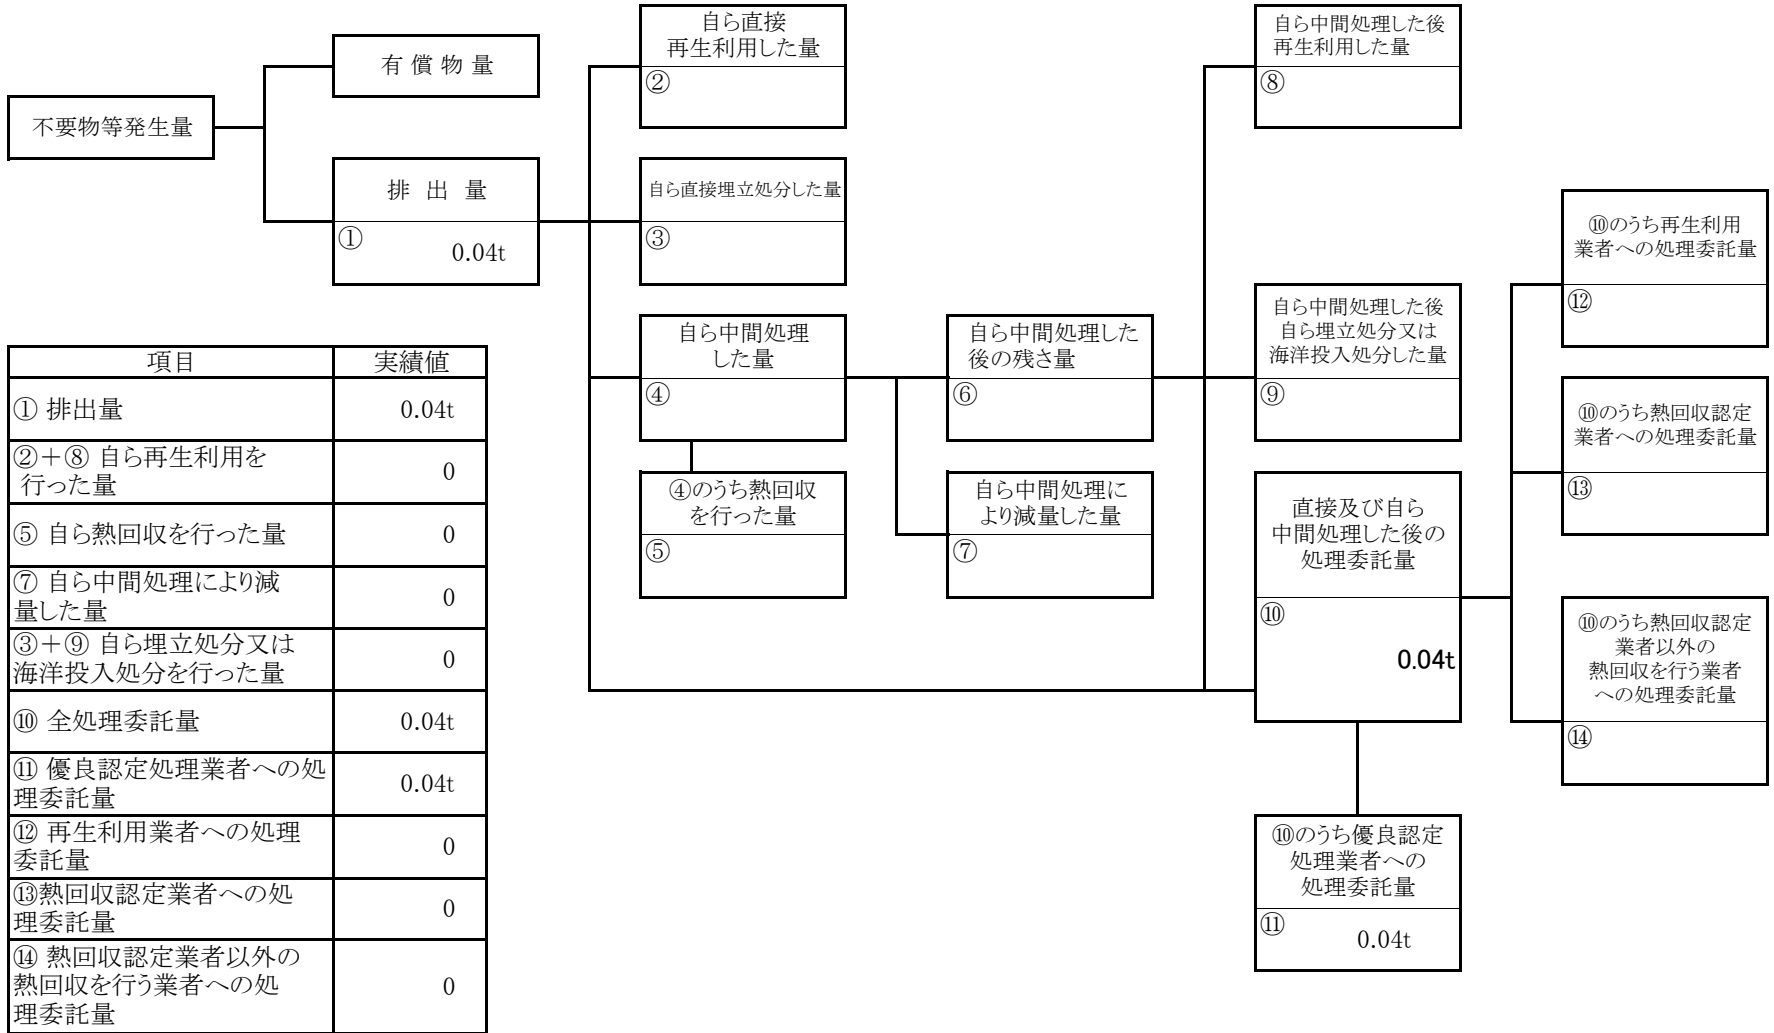 不要物等発生量
有 償 物 量
排 出 量
①
0.04t
自ら直接
再生利用した量
②
自ら直接埋立処分した量
③
自ら中間処理
した量
④
④のうち熱回収
を行った量
⑤
自ら中間処理した
後の残さ量
⑥
自ら中間処理に
より減量した量
⑦
自ら中間処理した後
再生利用した量
⑧
自ら中間処理した後
自ら埋立処分又は
海洋投入処分した量
⑨
直接及び自ら
中間処理した後の
処理委託量
⑩
0.04t
⑩のうち優良認定
処理業者への
処理委託量
⑪ 0.04t
⑩のうち再生利用
業者への処理委託量
⑫
⑩のうち熱回収認定
業者への処理委託量
⑬
⑩のうち熱回収認定
業者以外の
熱回収を行う業者
への処理委託量
⑭
項目 実績値
① 排出量 0.04t
②+⑧ 自ら再生利用を
行った量 0
⑤ 自ら熱回収を行った量 0
⑦ 自ら中間処理により減
量した量 0
③+⑨ 自ら埋立処分又は
海洋投入処分を行った量 0
⑩ 全処理委託量 0.04t
⑪ 優良認定処理業者への処
理委託量 0.04t
⑫ 再生利用業者への処理
委託量 0
⑬熱回収認定業者への処
理委託量 0
⑭ 熱回収認定業者以外の
熱回収を行う業者への処
理委託量 0